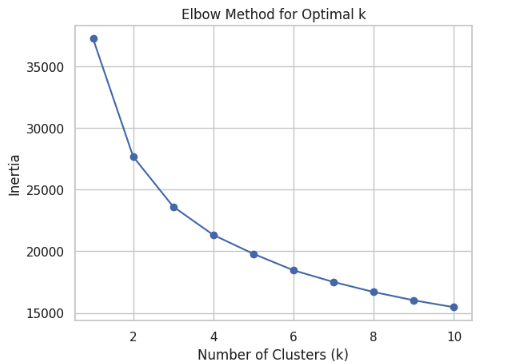 Elbow Method for Optimal k
35000
30000
25000
20000
15000
Inertia
2 4 6 8 10
Number of Clusters (k)